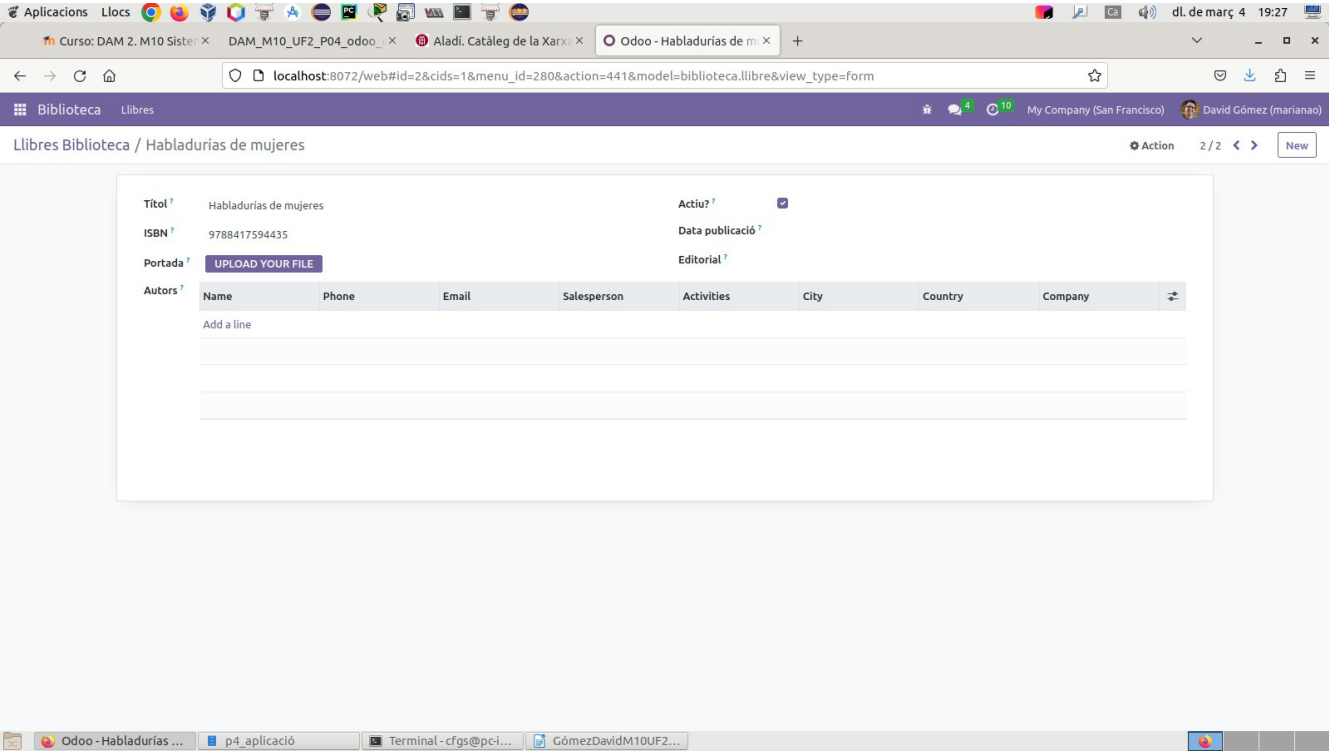 Aplicacions Llocs Ca dl. de març 4 19:27
Curso: DAM 2. M10 Sister DAM_M10_UF2_P04_odoo_ Aladí. Catàleg de la Xarxa Odoo - Habladurías de m
localhost:8072/web#id=2&cids=1&menu_id=280&action=441&model=biblioteca.llibre&view_type=form
Biblioteca Llibres 4 10 My Company (San Francisco) David Gómez (marianao)
Llibres Biblioteca / Habladurías de mujeres Action 2 / 2 New
Títol ? Habladurías de mujeres Actiu? ?
ISBN ? 9788417594435 Data publicació ?
Portada ? UPLOAD YOUR FILE Editorial ?
Autors ? Name Phone Email Salesperson Activities City Country Company
Add a line
Odoo - Habladurías ... p4_aplicació Terminal - cfgs@pc-i... GómezDavidM10UF2...